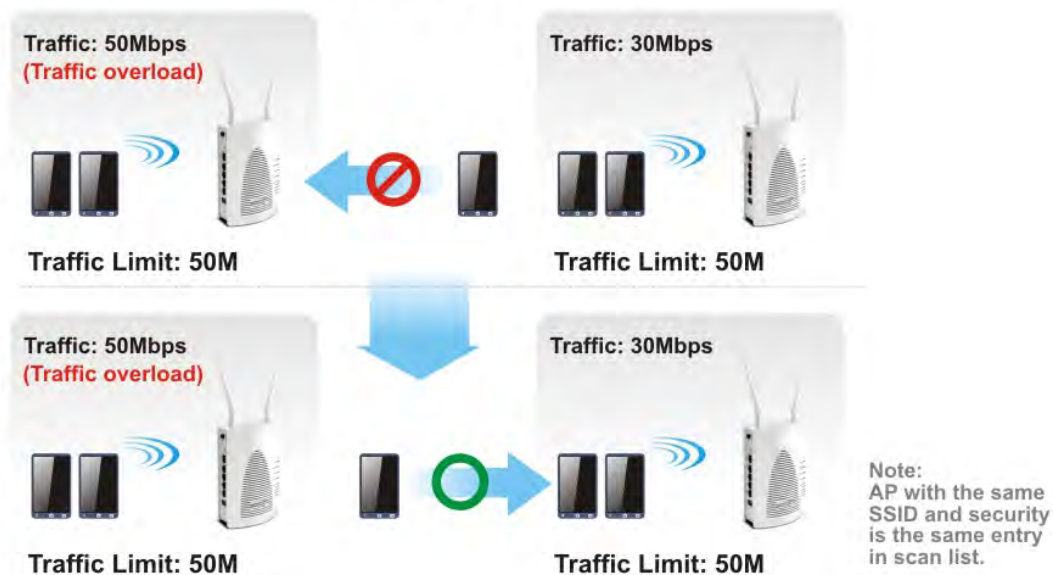 Traffic: 50Mbps
(Traffic overload)
Traffic: 30Mbps
Traffic Limit: 50M
Traffic Limit: 50M
Traffic: 50Mbps
(Traffic overload)
Traffic: 30Mbps
Traffic Limit: 50M
Traffic Limit: 50M
Note:
AP with the same
SSID and security
is the same entry
in scan list.